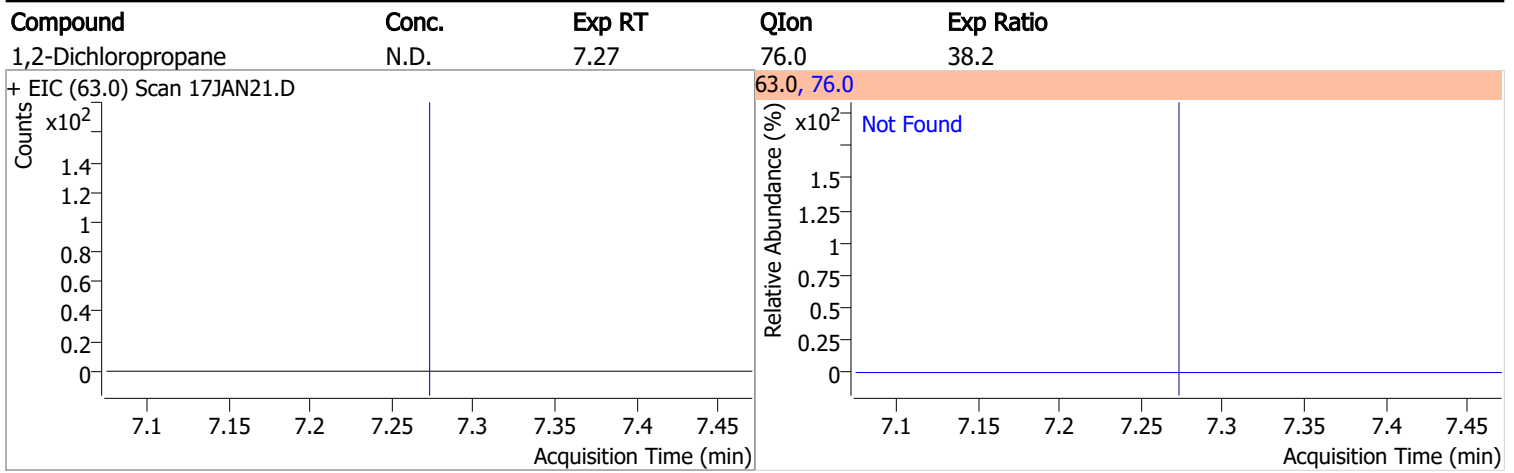 Compound Conc. Exp RT QIon Exp Ratio
1,2-Dichloropropane N.D. 7.27 76.0 38.2
+ EIC (63.0) Scan 17JAN21.D
Counts
x10²
1.4
1.2
1
0.8
0.6
0.4
0.2
0
7.1 7.15 7.2 7.25 7.3 7.35 7.4 7.45
Acquisition Time (min)
63.0, 76.0
Relative Abundance (%)
x10²
Not Found
1.5
1.25
1
0.75
0.5
0.25
0
7.1 7.15 7.2 7.25 7.3 7.35 7.4 7.45
Acquisition Time (min)